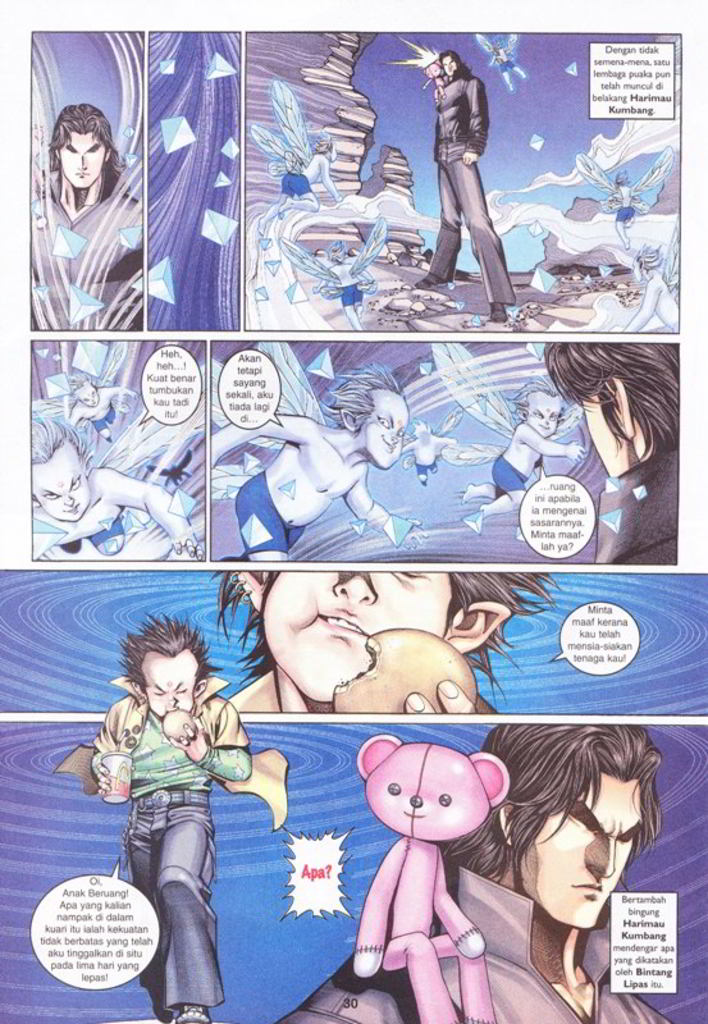 Dengan tidak
semena-mena, satu
lembaga puaka pun
telah muncul di
belakang Harimau
Kumbang.
Heh,
heh...!
Kuat benar
tumbukan
kau tadi
itu!
Akan
tetapi
sayang
sekali, aku
tiada lagi
di...
...ruang
ini apabila
ia mengenai
sasarannya.
Minta maaf-
lah ya?
Minta
maaf kerana
kau telah
mensia-siakan
tenaga kau!
Oi,
Anak Beruang!
Apa yang kalian
nampak di dalam
kuari itu ialah kekuatan
tidak berbatas yang telah
aku tinggalkan di situ
pada lima hari yang
lepas!
Apa?
Bertambah
bingung
Harimau
Kumbang
mendengar apa
yang dikatakan
oleh Bintang
Lipas itu.
30